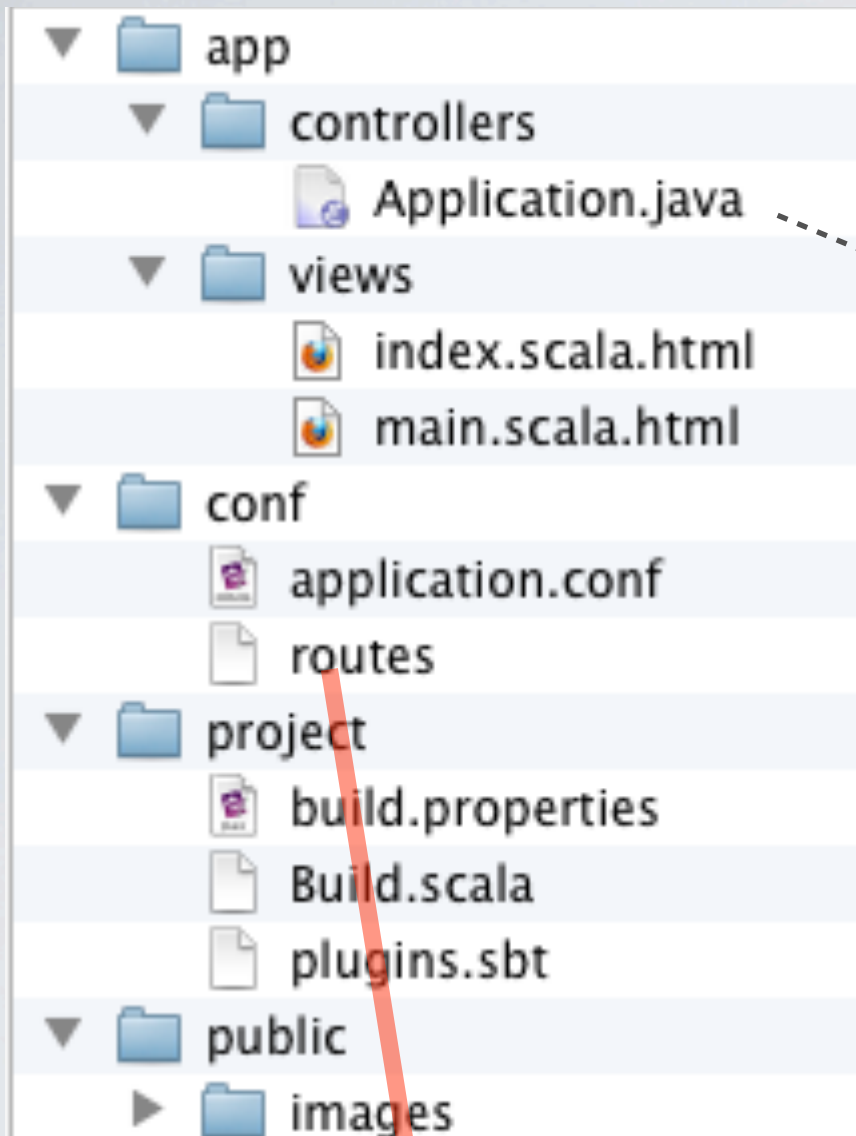 app
controllers
Application.java
views
index.scala.html
main.scala.html
conf
application.conf
routes
project
build.properties
Build.scala
plugins.sbt
public
images